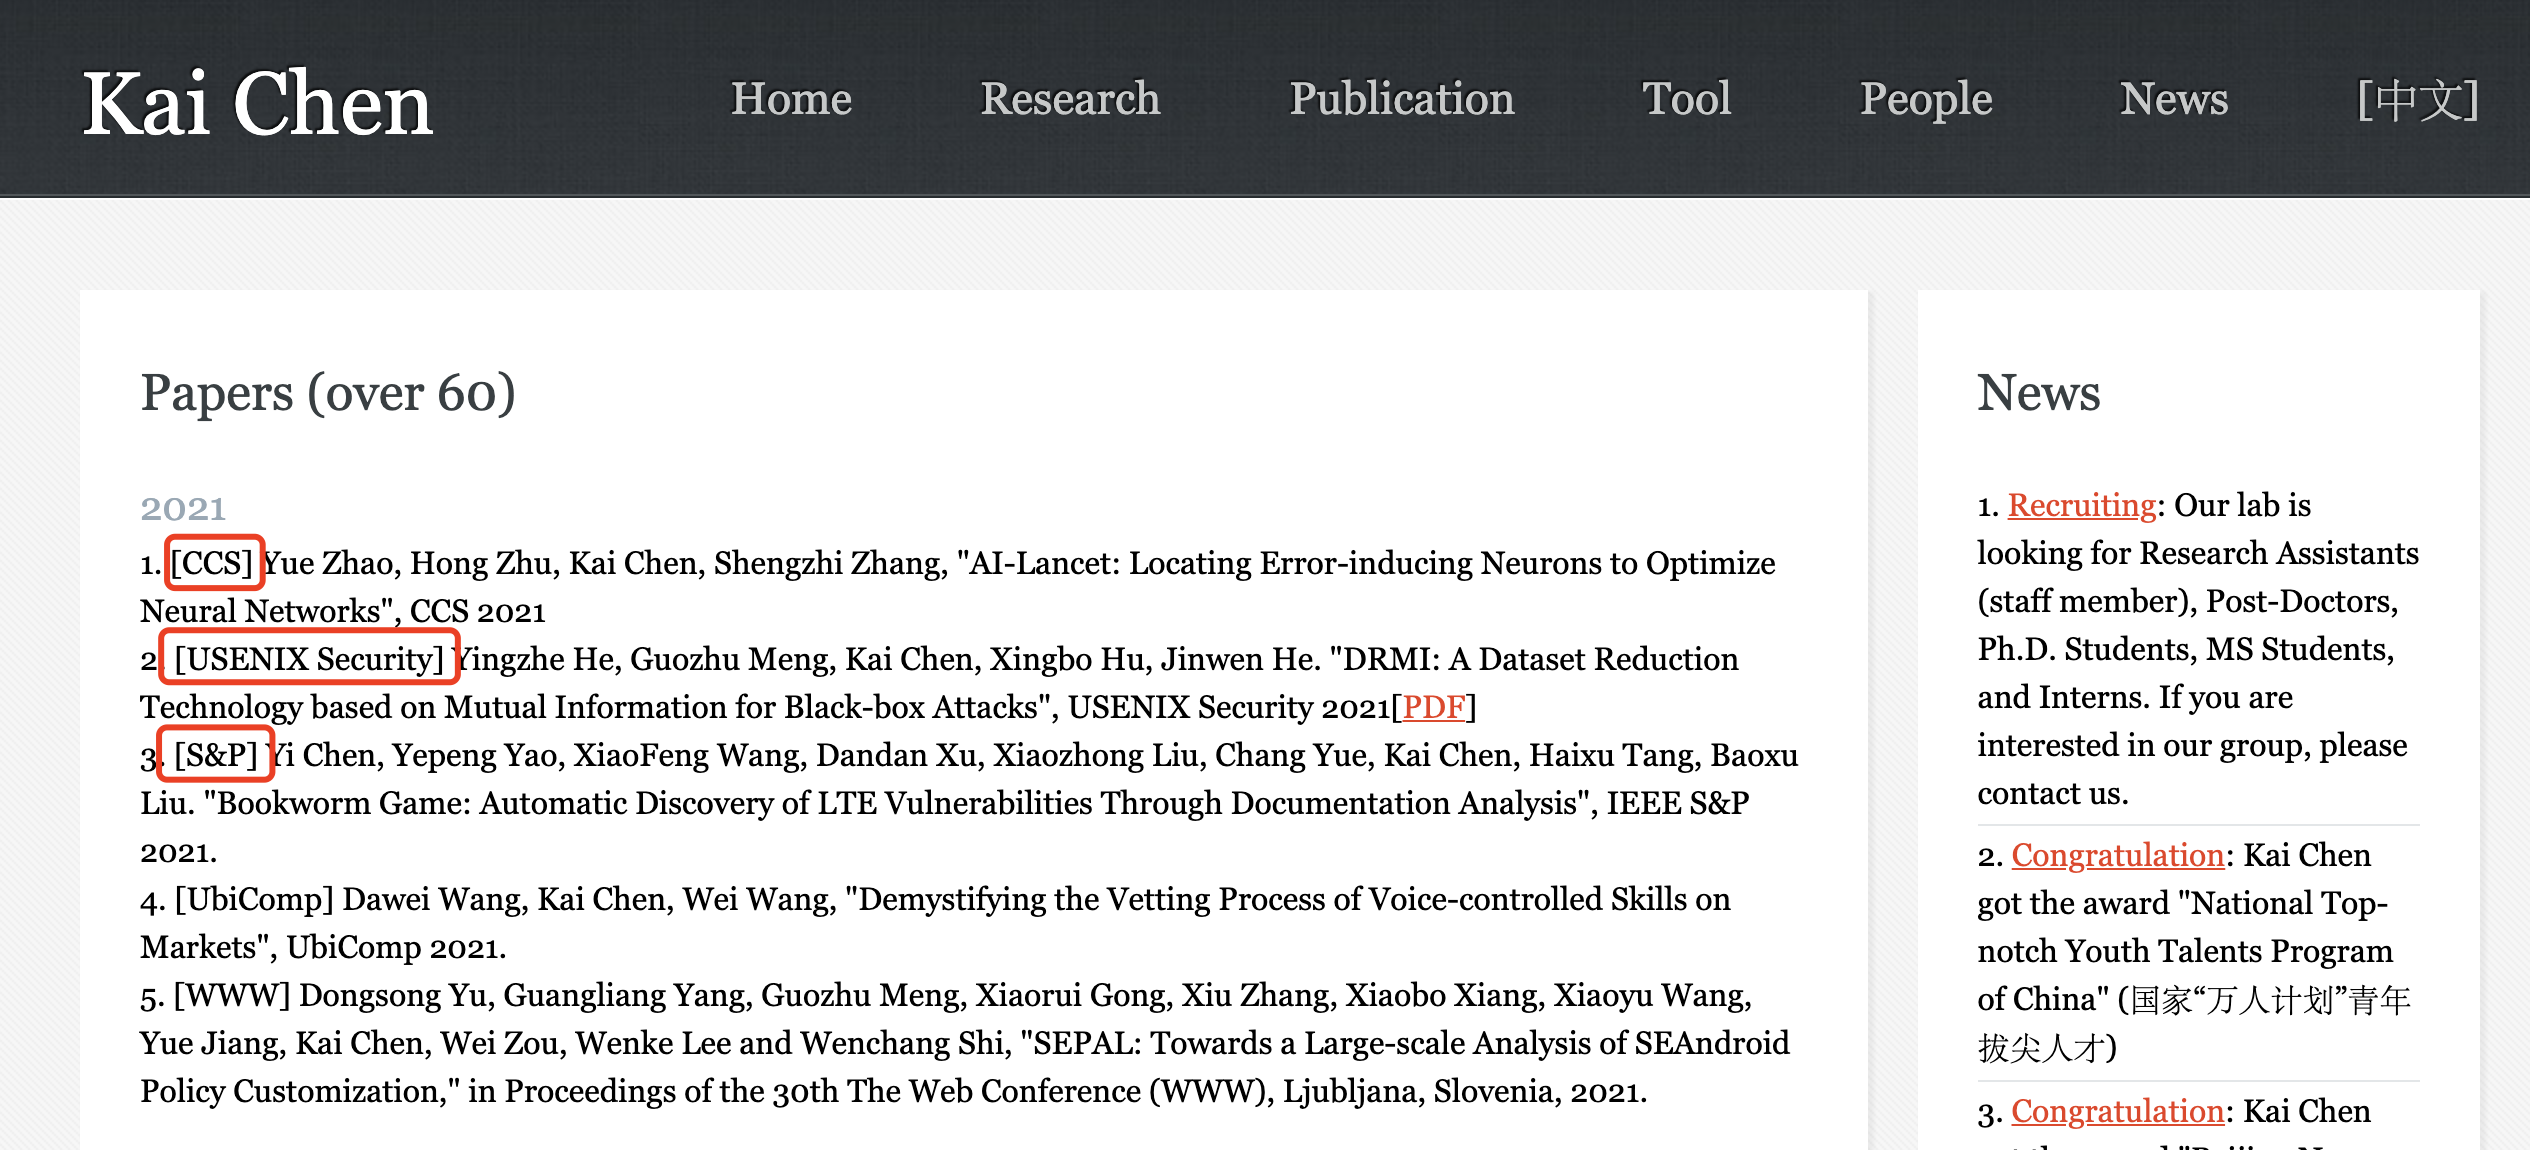 Kai Chen
Home Research Publication Tool People News [中文]
Papers (over 60)
2021
1. [CCS] Yue Zhao, Hong Zhu, Kai Chen, Shengzhi Zhang, "AI-Lancet: Locating Error-inducing Neurons to Optimize
Neural Networks", CCS 2021
2. [USENIX Security] Yingzhe He, Guozhu Meng, Kai Chen, Xingbo Hu, Jinwen He. "DRMI: A Dataset Reduction
Technology based on Mutual Information for Black-box Attacks", USENIX Security 2021[PDF]
3. [S&P] Yi Chen, Yepeng Yao, XiaoFeng Wang, Dandan Xu, Xiaozhong Liu, Chang Yue, Kai Chen, Haixu Tang, Baoxu
Liu. "Bookworm Game: Automatic Discovery of LTE Vulnerabilities Through Documentation Analysis", IEEE S&P
2021.
4. [UbiComp] Dawei Wang, Kai Chen, Wei Wang, "Demystifying the Vetting Process of Voice-controlled Skills on
Markets", UbiComp 2021.
5. [WWW] Dongsong Yu, Guangliang Yang, Guozhu Meng, Xiaorui Gong, Xiu Zhang, Xiaobo Xiang, Xiaoyu Wang,
Yue Jiang, Kai Chen, Wei Zou, Wenke Lee and Wenchang Shi, "SEPAL: Towards a Large-scale Analysis of SEAndroid
Policy Customization," in Proceedings of the 30th The Web Conference (WWW), Ljubljana, Slovenia, 2021.
News
1. Recruiting: Our lab is
looking for Research Assistants
(staff member), Post-Doctors,
Ph.D. Students, MS Students,
and Interns. If you are
interested in our group, please
contact us.
2. Congratulation: Kai Chen
got the award "National Top-
notch Youth Talents Program
of China" (国家“万人计划”青年
拔尖人才)
3. Congratulation: Kai Chen